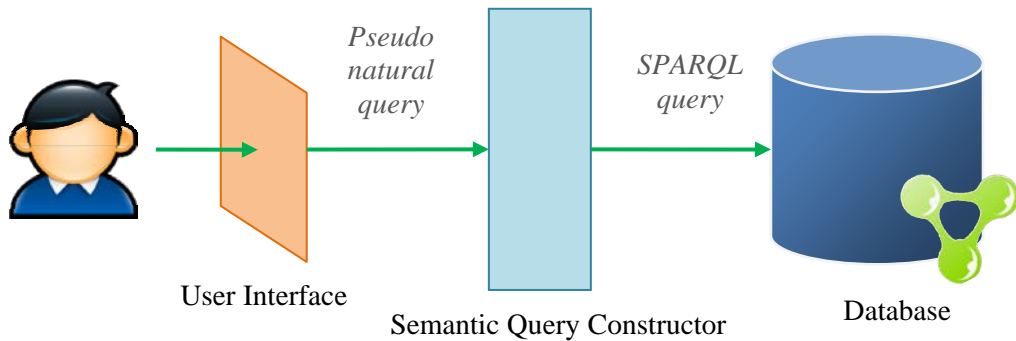 Pseudo
natural
query
SPARQL
query
User Interface
Semantic Query Constructor
Database